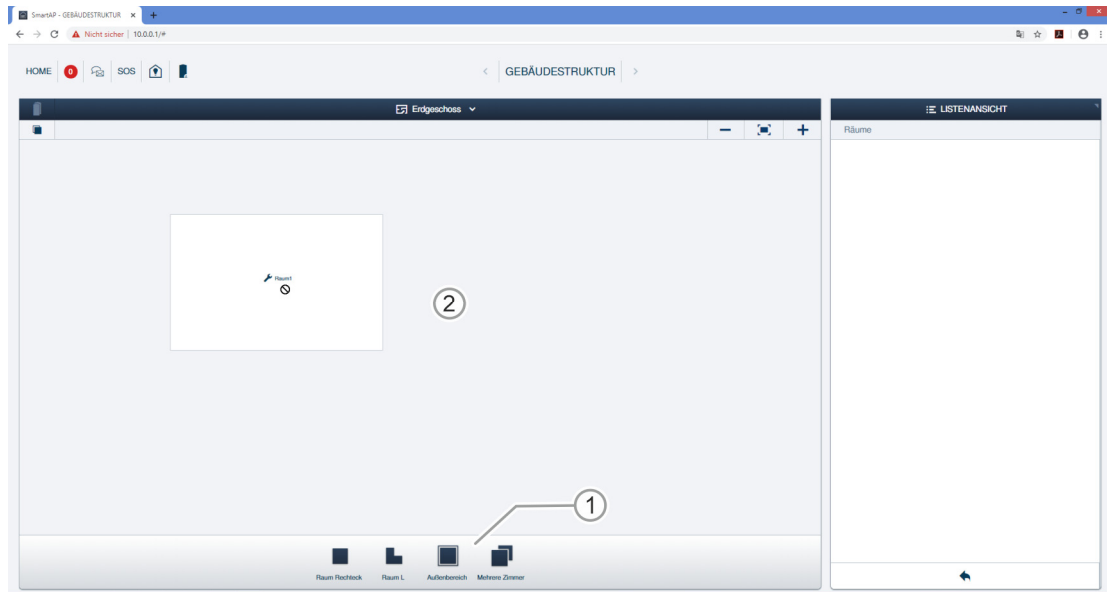 SmartAP - GEBÄUDESTRUKTUR
Nicht sicher | 10.0.0.1/#
HOME 0 SOS GEBÄUDESTRUKTUR
Erdgeschoss
LISTENANSICHT
Räume
Raum1
2
1
Raum Rechteck Raum L Außenbereich Mehrere Zimmer